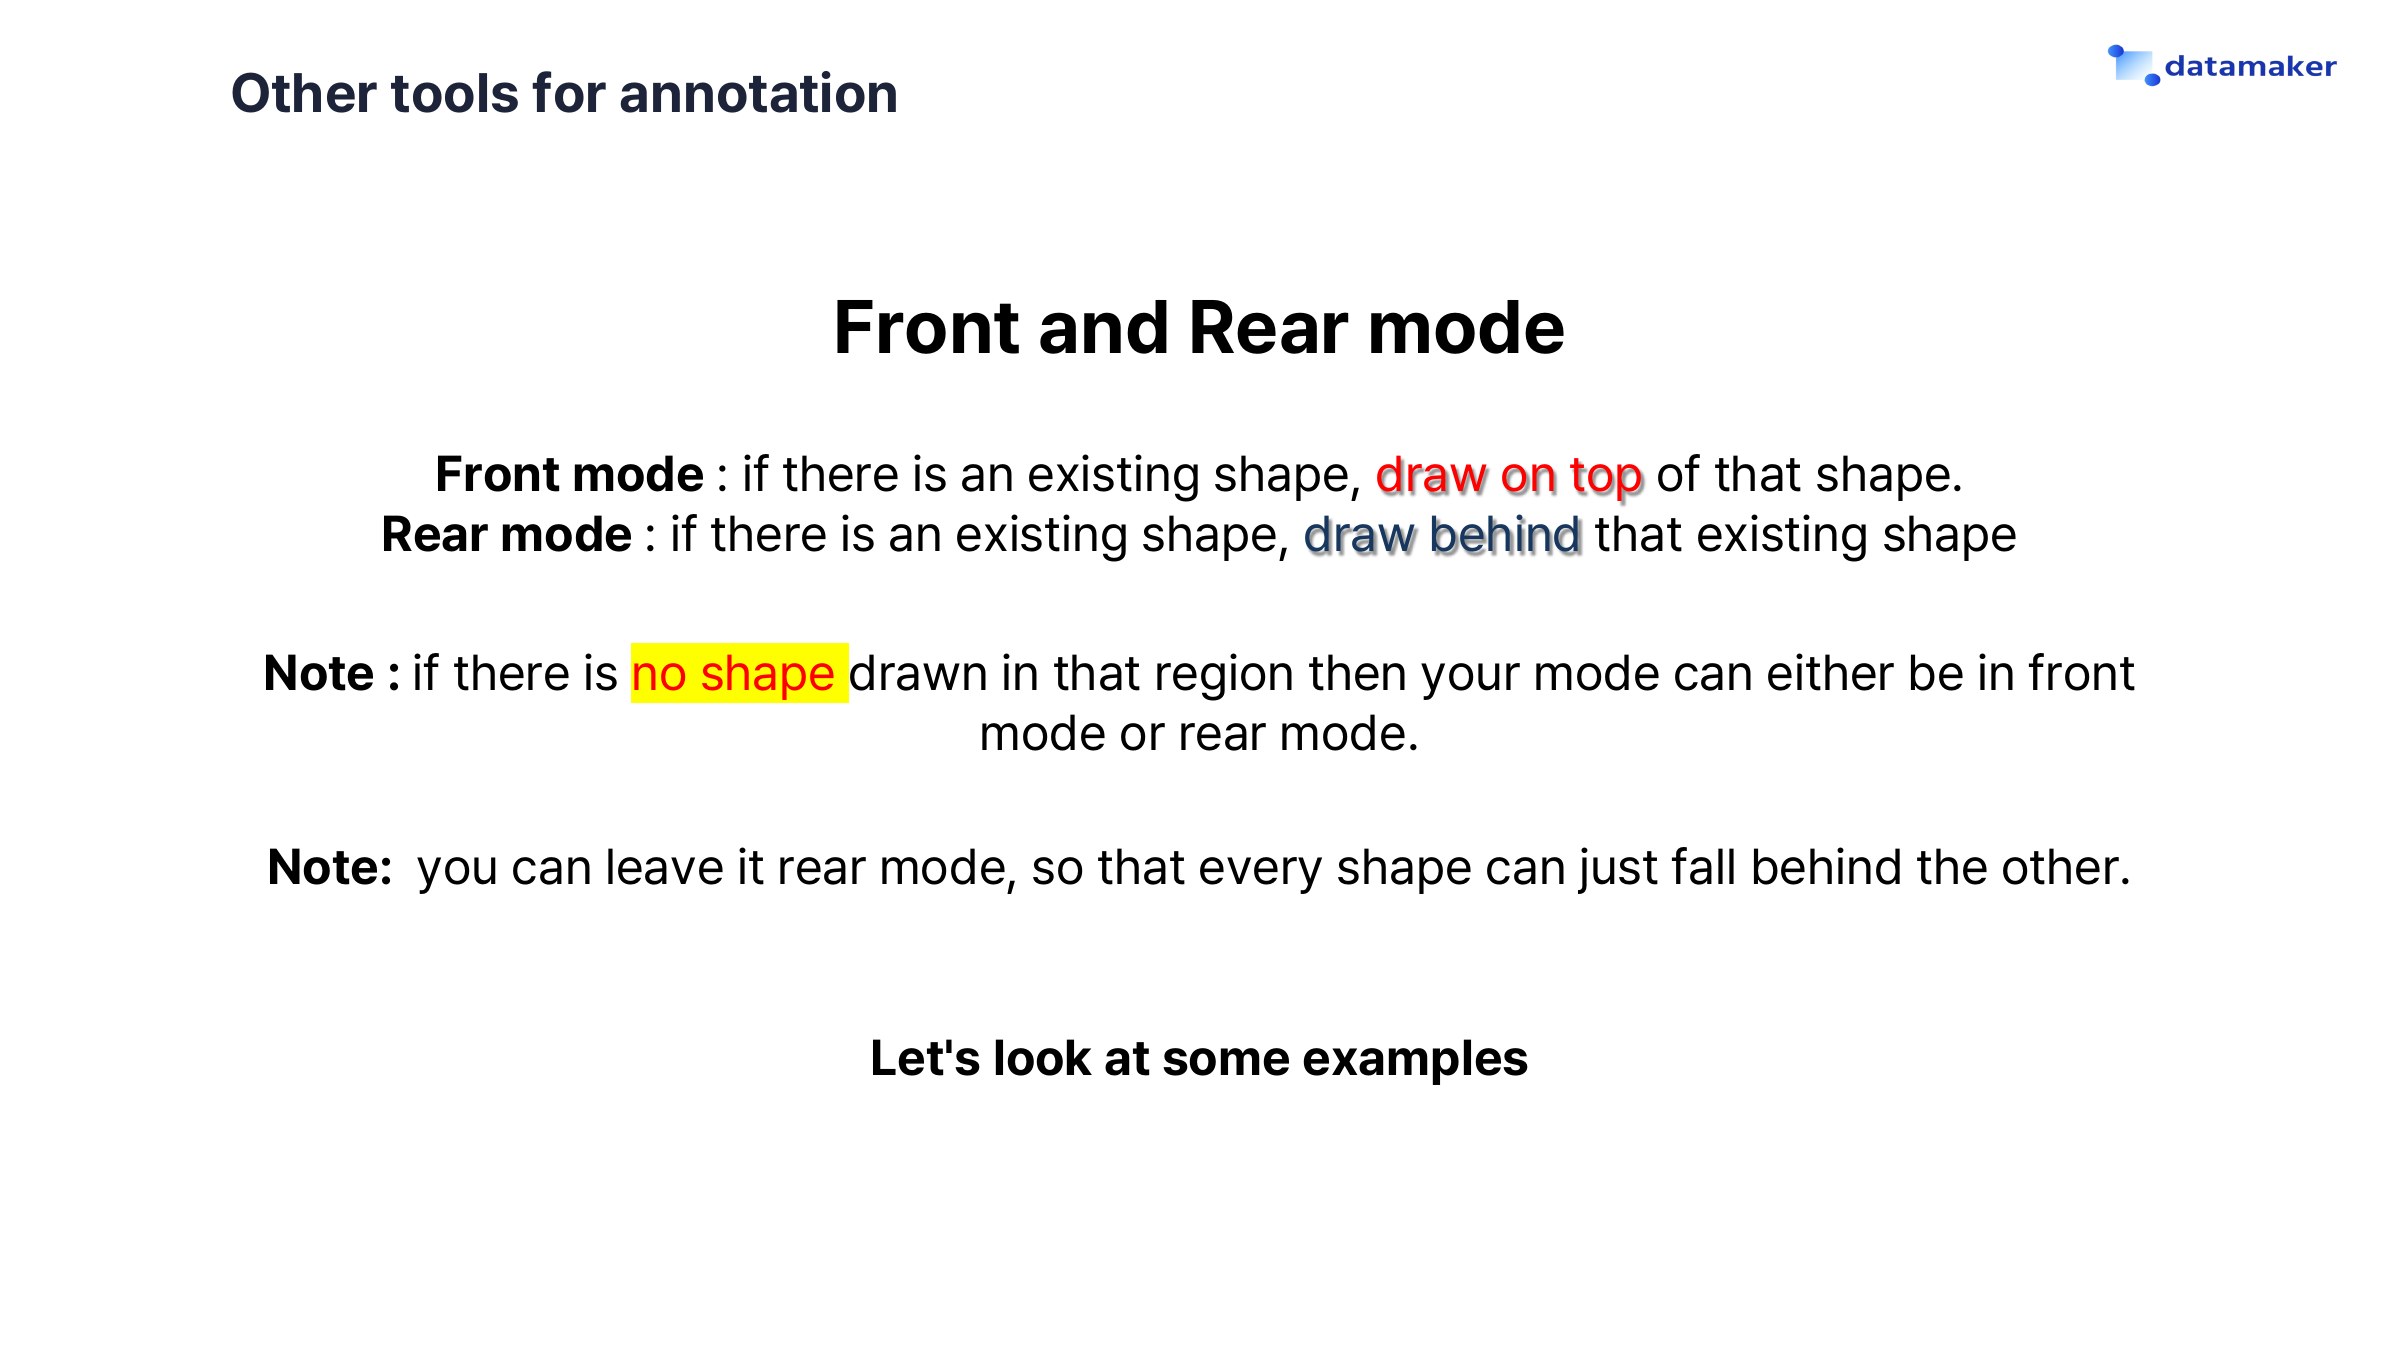 Other tools for annotation
datamaker
Front and Rear mode
Front mode : if there is an existing shape, draw on top of that shape.
Rear mode : if there is an existing shape, draw behind that existing shape
Note : if there is no shape drawn in that region then your mode can either be in front
mode or rear mode.
Note:  you can leave it rear mode, so that every shape can just fall behind the other.
Let's look at some examples